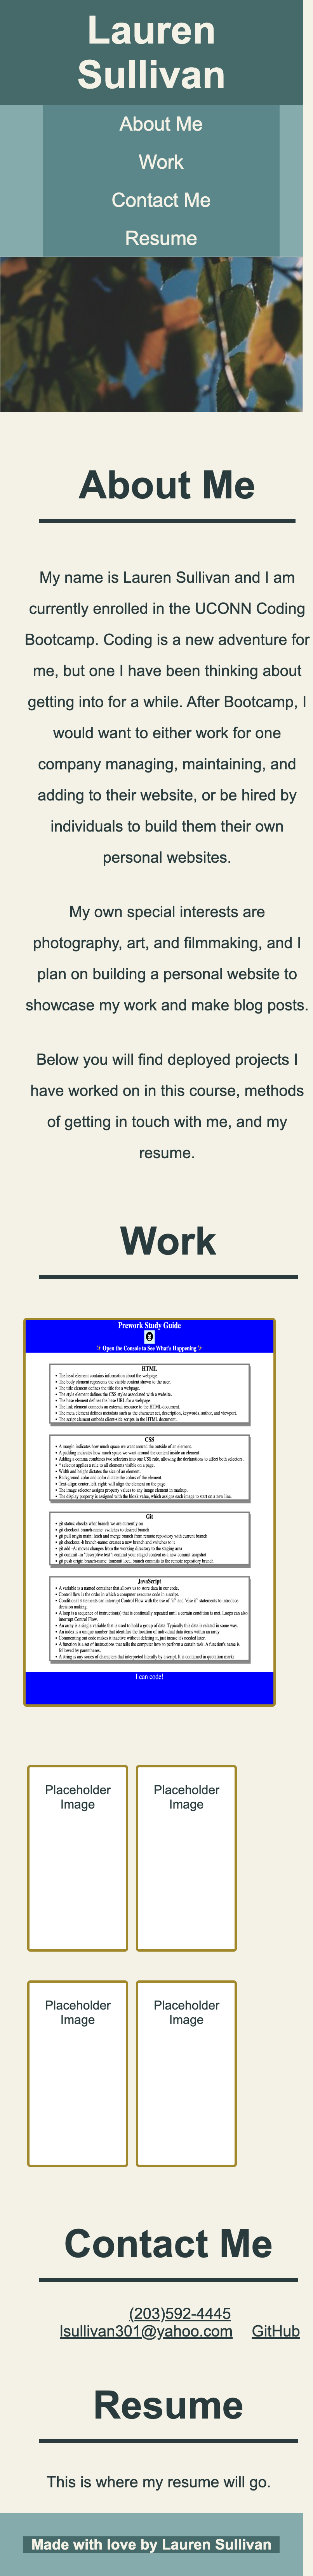 Lauren
Sullivan
About Me
Work
Contact Me
Resume
About Me
My name is Lauren Sullivan and I am
currently enrolled in the UCONN Coding
Bootcamp. Coding is a new adventure for
me, but one I have been thinking about
getting into for a while. After Bootcamp, I
would want to either work for one
company managing, maintaining, and
adding to their website, or be hired by
individuals to build them their own
personal websites.
My own special interests are
photography, art, and filmmaking, and I
plan on building a personal website to
showcase my work and make blog posts.
Below you will find deployed projects I
have worked on in this course, methods
of getting in touch with me, and my
resume.
Work
Prework Study Guide
✨ Open the Console to See What's Happening ✨
HTML
• The head element contains information about the webpage.
• The body element represents the visible content shown to the user.
• The title element defines the title for a webpage.
• The style element defines the CSS styles associated with a website.
• The base element defines the base URL for a webpage.
• The link element connects an external resource to the HTML document.
• The meta element defines metadata such as the character set, description, keywords, author, and viewport.
• The script element embeds client-side scripts in the HTML document.
CSS
• A margin indicates how much space we want around the outside of an element.
• A padding indicates how much space we want around the content inside an element.
• Adding a comma combines two selectors into one CSS rule, allowing the declarations to affect both selectors.
• * selector applies a rule to all elements visible on a page.
• Width and height dictate the size of an element.
• Background-color and color dictate the colors of the element.
• Text-align: center, left, right, will align the element on the page.
• The image selector assigns property values to any image element in markup.
• The display property is assigned with the block value, which assigns each image to start on a new line.
Git
• git status: checks what branch we are currently on
• git checkout branch-name: switches to desired branch
• git pull origin main: fetch and merge branch from remote repository with current branch
• git checkout -b branch-name: create a new branch and switches to it
• git add -A: moves changes from the working directory to the staging area
• git commit -m "descriptive text": commit your staged content as a new commit snapshot
• git push origin branch-name: transmit local branch commits to the remote repository branch.
JavaScript
• A variable is a named container that allows us to store data in our code.
• Control flow is the order in which a computer executes code in a script.
• Conditional statements can interrupt Control Flow with the use of "if" and "else if" statements to introduce
decision making.
• A loop is a sequence of instruction(s) that is continually repeated until a certain condition is met. Loops can also
interrupt Control Flow.
• An array is a single variable that is used to hold a group of data. Typically this data is related in some way.
• An index is a unique number that identifies the location of individual data items within an array.
• Commenting out code makes it inactive without deleting it, just incase it's needed later.
• A function is a set of instructions that tells the computer how to perform a certain task. A function's name is
followed by parentheses.
• A string is any series of characters that interpreted literally by a script. It is contained in quotation marks.
I can code!
Placeholder
Image
Placeholder
Image
Placeholder
Image
Placeholder
Image
Contact Me
(203)592-4445
lsullivan301@yahoo.com GitHub
Resume
This is where my resume will go.
Made with love by Lauren Sullivan